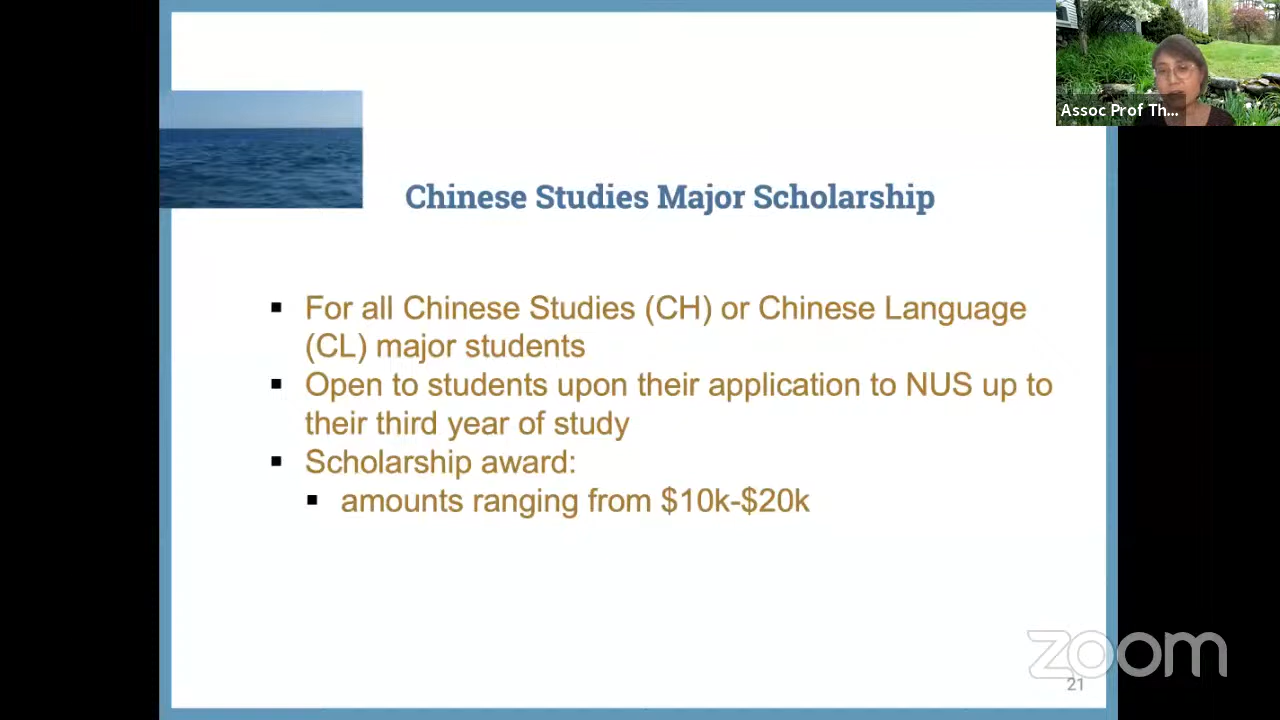 Assoc Prof Th...
Chinese Studies Major Scholarship
▪ For all Chinese Studies (CH) or Chinese Language
(CL) major students
▪ Open to students upon their application to NUS up to
their third year of study
▪ Scholarship award:
▪ amounts ranging from $10k-$20k
zoom
21